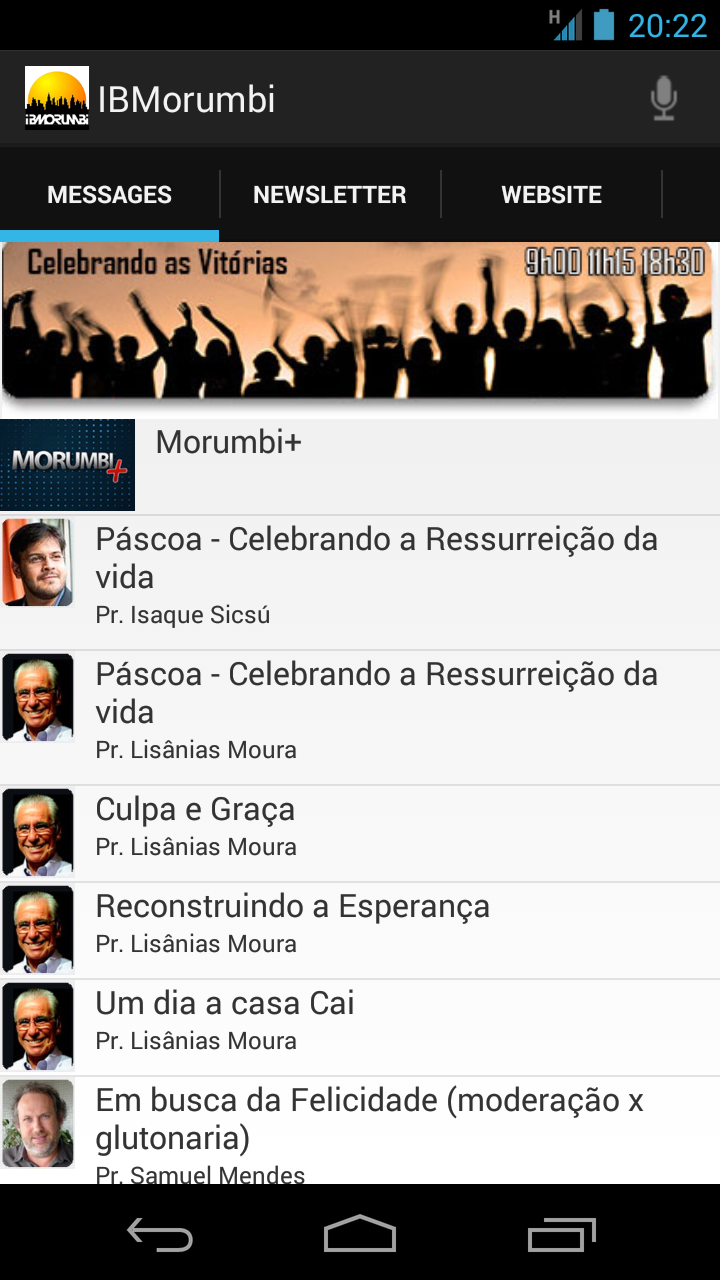 H 20:22
iBMORUMBi IBMorumbi
MESSAGES NEWSLETTER WEBSITE
Celebrando as Vitórias 9h00 11h15 18h30
MORUMBI+ Morumbi+
Páscoa - Celebrando a Ressurreição da
vida
Pr. Isaque Sicsú
Páscoa - Celebrando a Ressurreição da
vida
Pr. Lisânias Moura
Culpa e Graça
Pr. Lisânias Moura
Reconstruindo a Esperança
Pr. Lisânias Moura
Um dia a casa Cai
Pr. Lisânias Moura
Em busca da Felicidade (moderação x
glutonaria)
Pr. Samuel Mendes